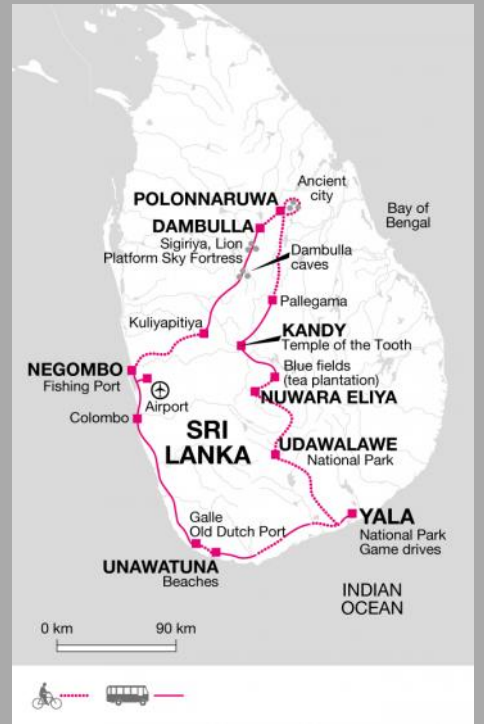 Ancient
city
POLONNARUWA
Bay of
Bengal
DAMBULLA
Sigiriya, Lion
Platform Sky Fortress
Dambulla
caves
Pallegama
Kuliyapitiya
KANDY
Temple of the Tooth
NEGOMBO
Fishing Port
Blue fields
(tea plantation)
NUWARA ELIYA
Airport
Colombo
SRI
LANKA
UDAWALAWE
National Park
Galle
Old Dutch Port
YALA
National Park
Game drives
UNAWATUNA
Beaches
INDIAN
OCEAN
0 km
90 km